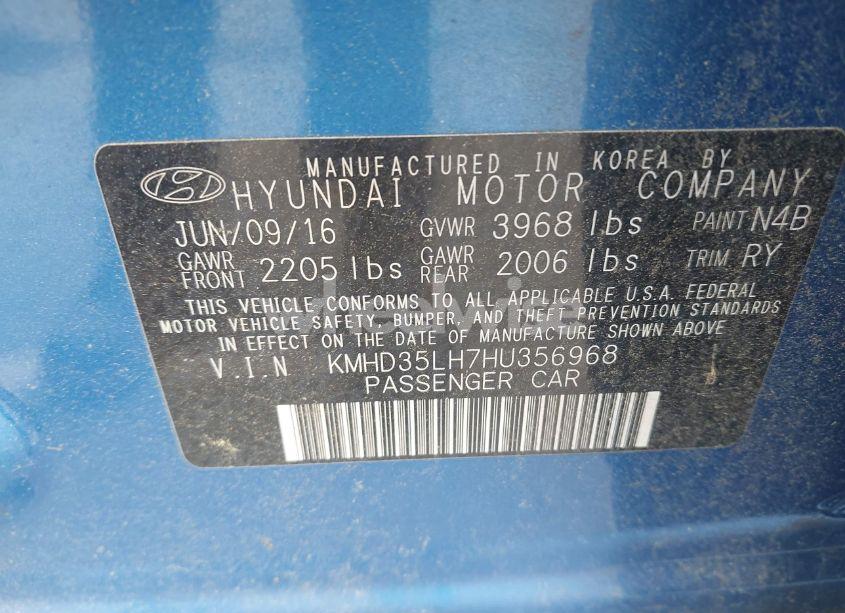 MANUFACTURED IN KOREA BY
HYUNDAI MOTOR COMPANY
JUN/09/16 GVWR 3968 lbs PAINT N4B
GAWR FRONT 2205 lbs GAWR REAR 2006 lbs TRIM RY
THIS VEHICLE CONFORMS TO ALL APPLICABLE U.S.A. FEDERAL
MOTOR VEHICLE SAFETY, BUMPER, AND THEFT PREVENTION STANDARDS
IN EFFECT ON THE DATE OF MANUFACTURE SHOWN ABOVE
V.I.N KMHD35LH7HU356968
PASSENGER CAR